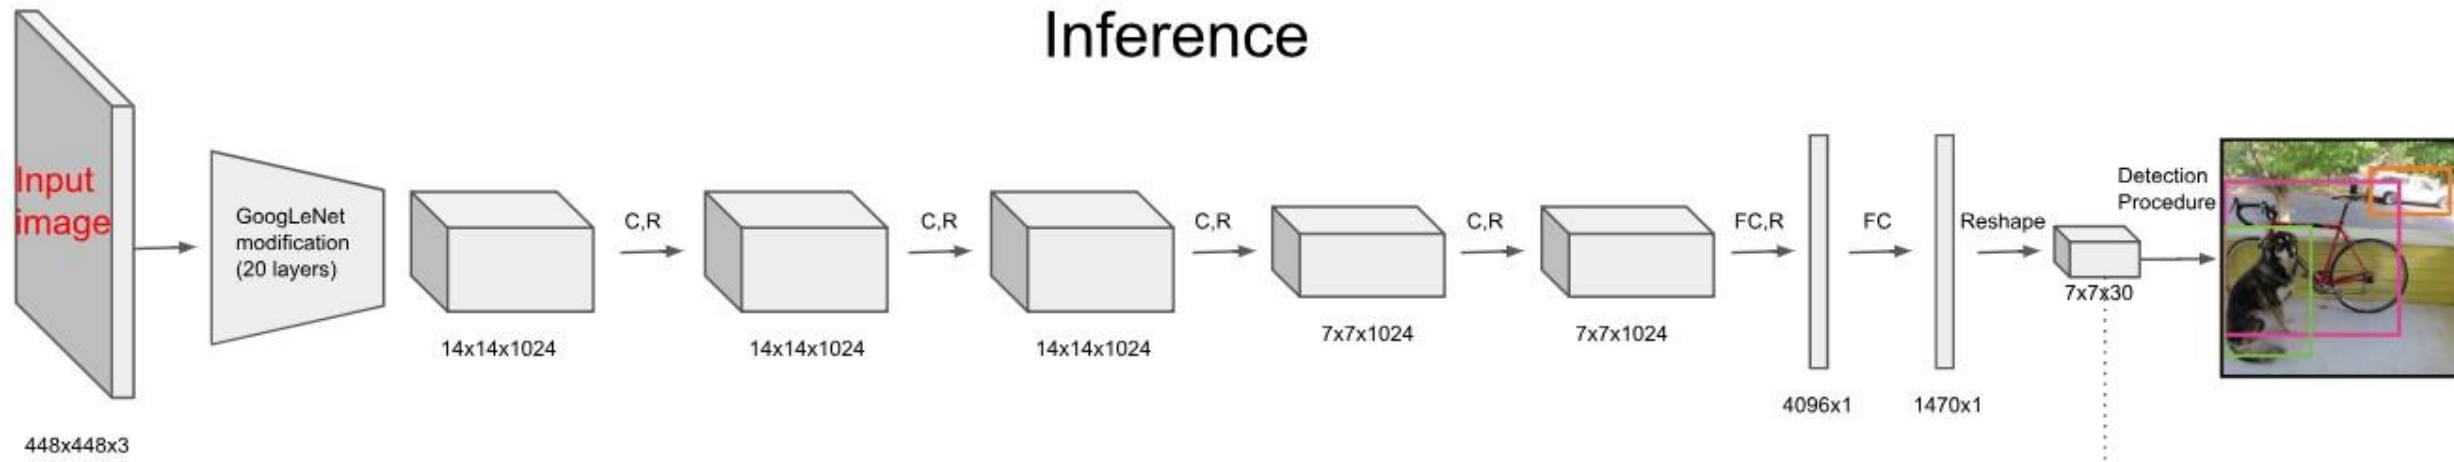 Inference
Input
image
448x448x3
GoogLeNet
modification
(20 layers)
14x14x1024
C,R
14x14x1024
C,R
14x14x1024
C,R
7x7x1024
C,R
7x7x1024
FC,R
4096x1
FC
1470x1
Reshape
7x7x30
Detection
Procedure